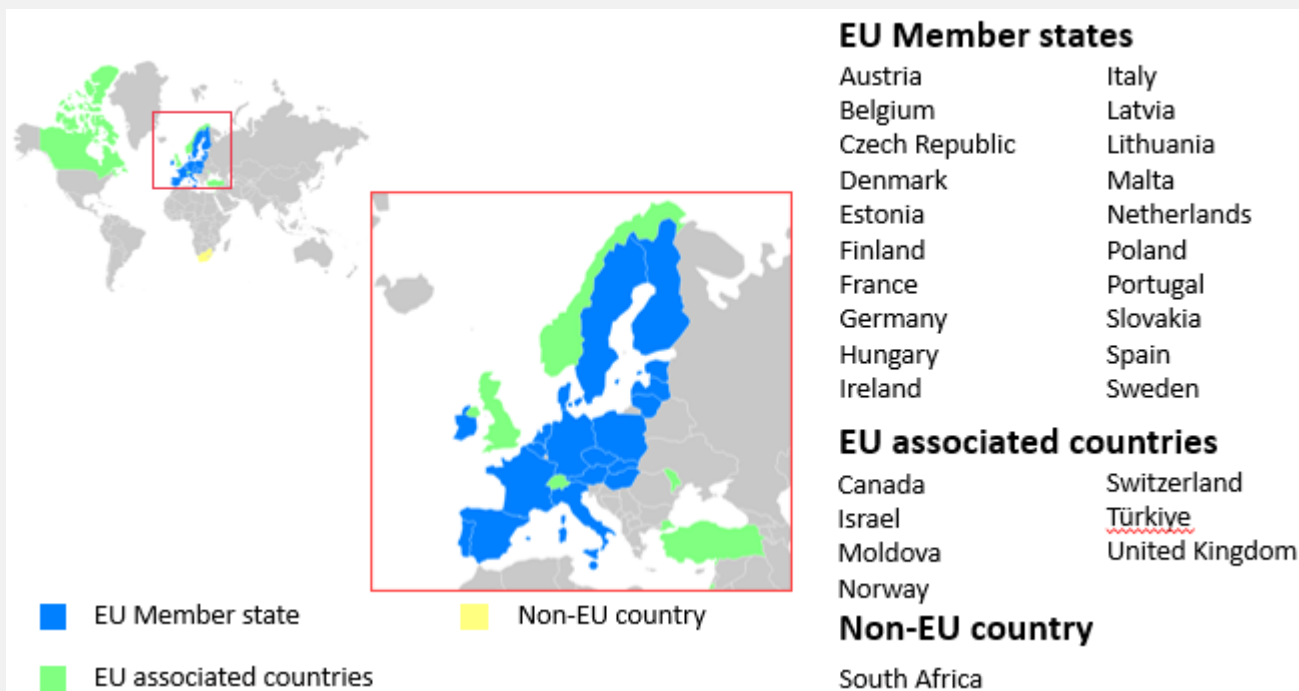 EU Member states
Austria
Belgium
Czech Republic
Denmark
Estonia
Finland
France
Germany
Hungary
Ireland
Italy
Latvia
Lithuania
Malta
Netherlands
Poland
Portugal
Slovakia
Spain
Sweden
EU associated countries
Canada
Israel
Moldova
Norway
Switzerland
Türkiye
United Kingdom
Non-EU country
South Africa
EU Member state
Non-EU country
EU associated countries